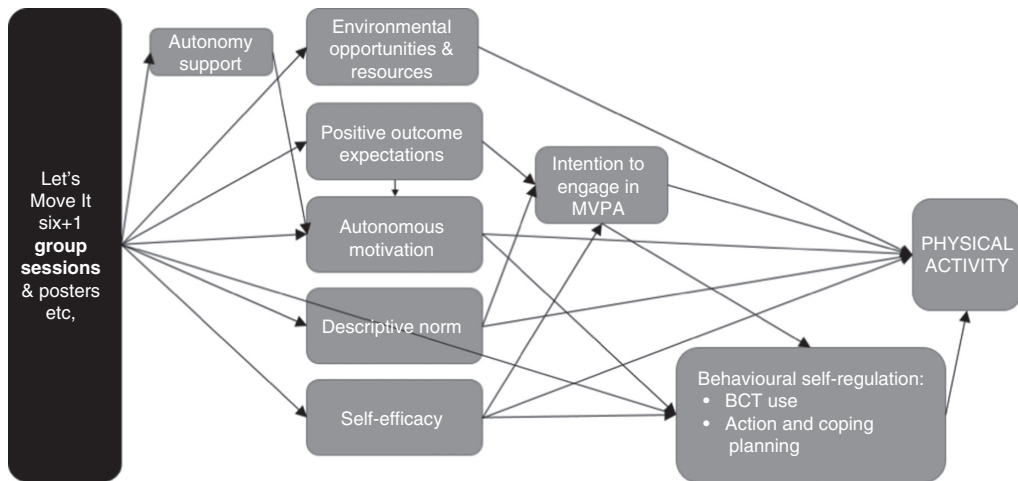 Let's
Move It
six+1
group
sessions
& posters
etc,
Autonomy
support
Environmental
opportunities &
resources
Positive outcome
expectations
Autonomous
motivation
Descriptive norm
Self-efficacy
Intention to
engage in
MVPA
Behavioural self-regulation:
• BCT use
• Action and coping
planning
PHYSICAL
ACTIVITY